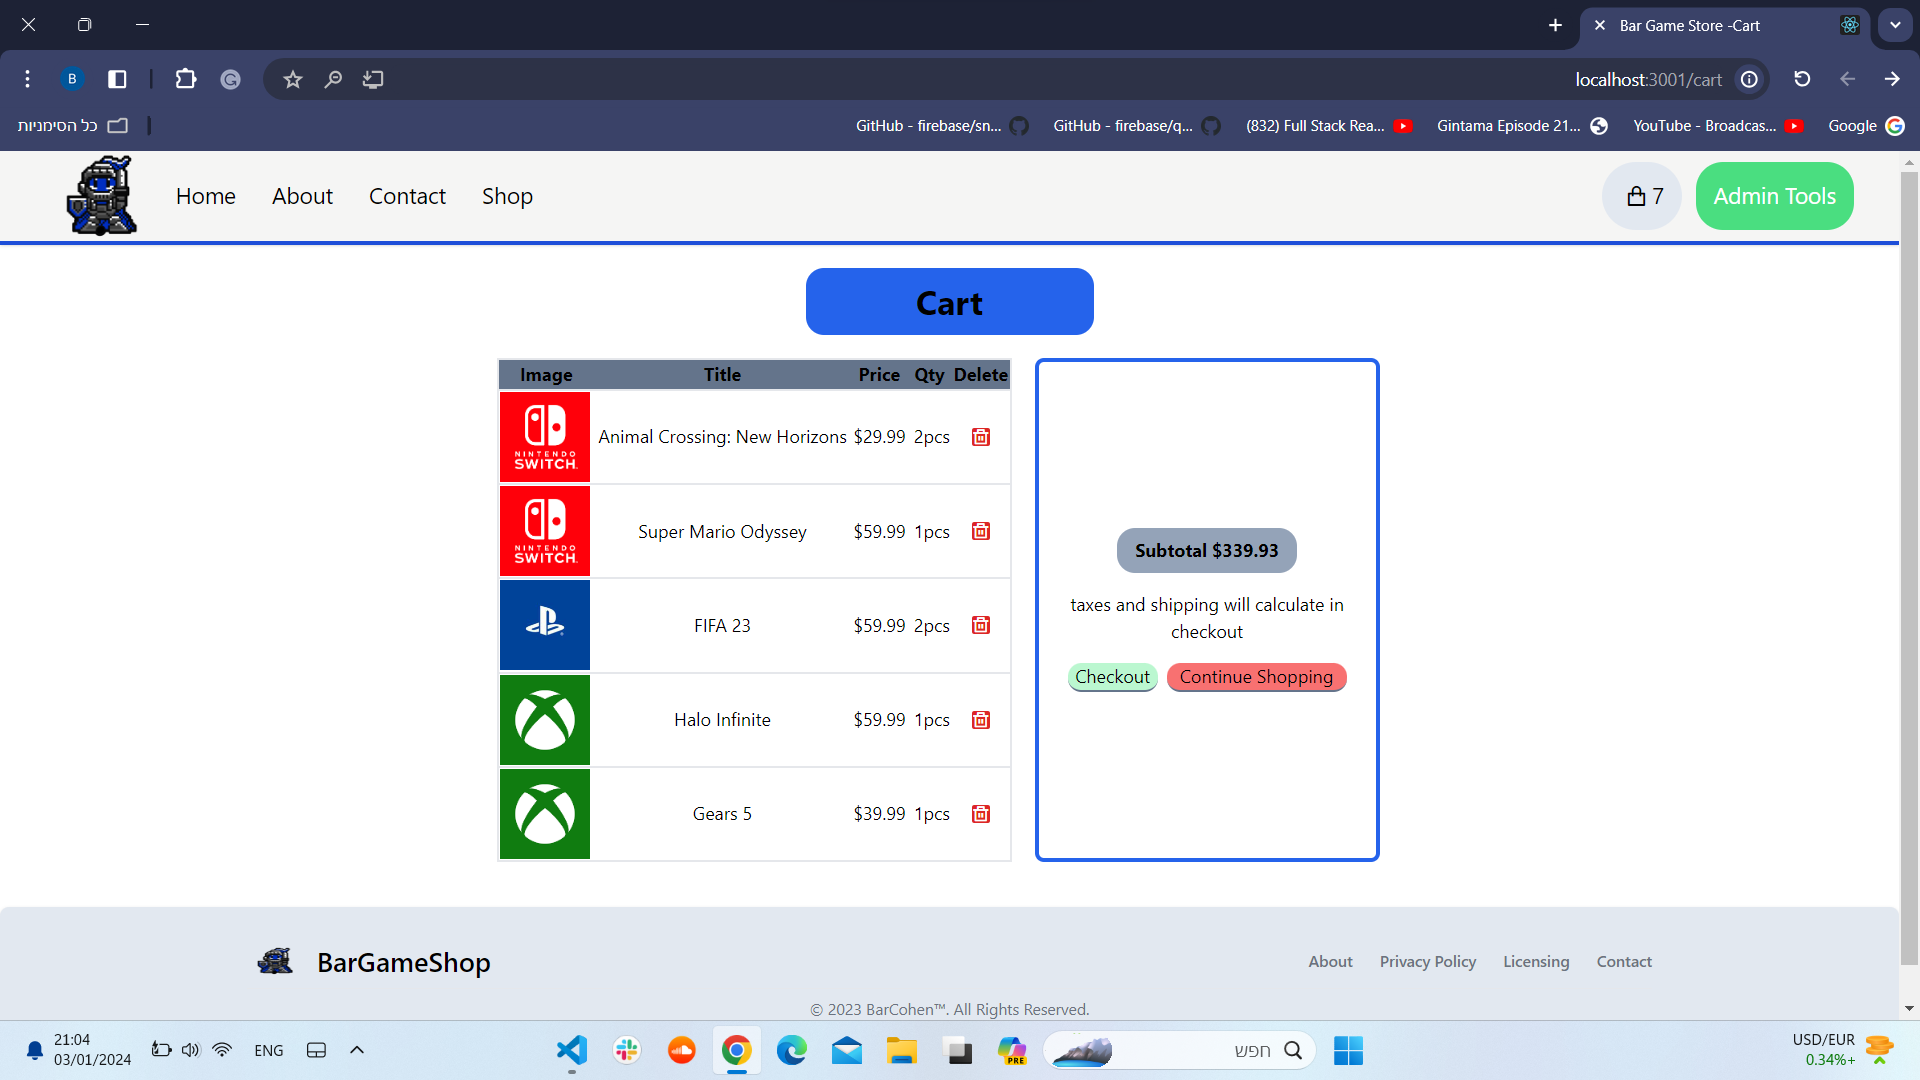 Bar Game Store -Cart
B
localhost:3001/cart
כל הסימניות
GitHub - firebase/sn...
GitHub - firebase/q...
(832) Full Stack Rea...
Gintama Episode 21...
YouTube - Broadcas...
Google
Home
About
Contact
Shop
7
Admin Tools
Cart
Image Title Price Qty Delete
NINTENDO
SWITCH.
Animal Crossing: New Horizons $29.99 2pcs
NINTENDO
SWITCH.
Super Mario Odyssey $59.99 1pcs
FIFA 23 $59.99 2pcs
Halo Infinite $59.99 1pcs
Gears 5 $39.99 1pcs
Subtotal $339.93
taxes and shipping will calculate in
checkout
Checkout
Continue Shopping
BarGameShop
About
Privacy Policy
Licensing
Contact
© 2023 BarCohen™. All Rights Reserved.
21:04
03/01/2024
ENG
PRE
חפש
USD/EUR
0.34%+